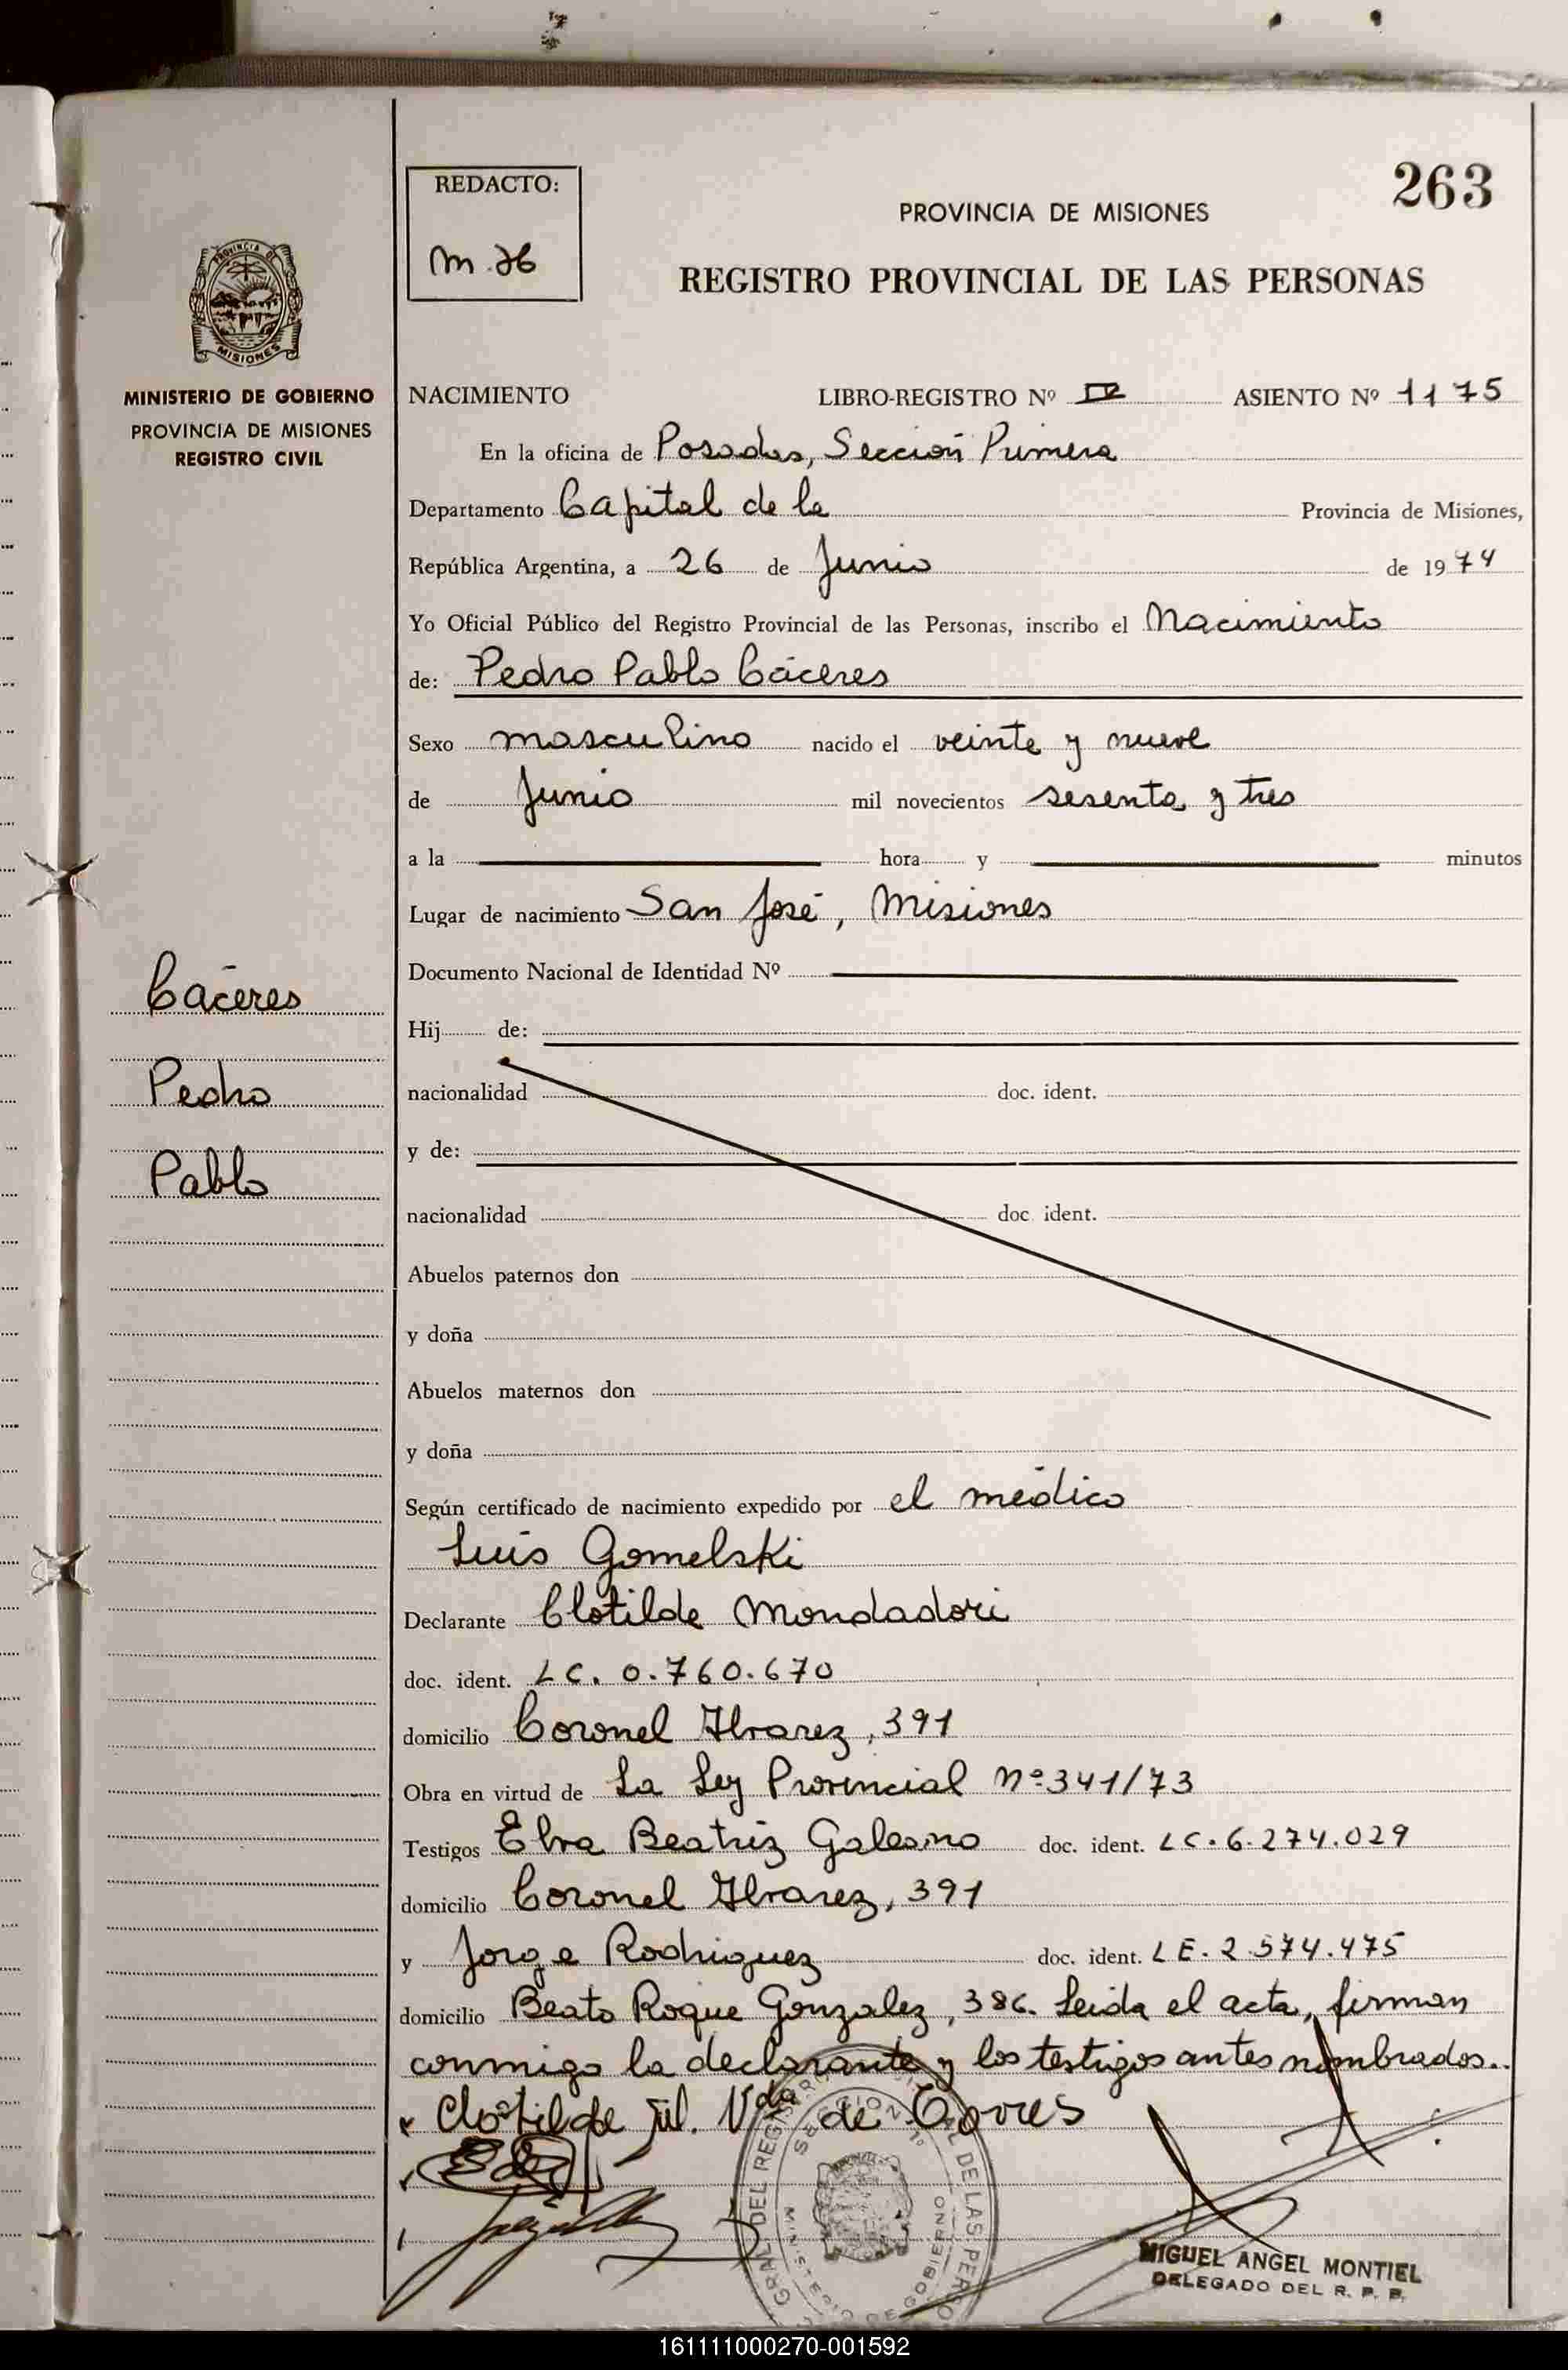 263
REDACTO:
m.
PROVINCIA DE MISIONES
REGISTRO PROVINCIAL DE LAS PERSONAS
PROVINCIA DE
MISIONES
MINISTERIO DE GOBIERNO
PROVINCIA DE MISIONES
REGISTRO CIVIL
NACIMIENTO LIBRO-REGISTRO Nº IV ASIENTO Nº 1175
En la oficina de Posadas, Sección Primera
Departamento Capital de la Provincia de Misiones,
República Argentina, a 26 de Junio de 1974
Yo Oficial Público del Registro Provincial de las Personas, inscribo el Nacimiento
de: Pedro Pablo Cáceres
Sexo masculino nacido el veinte y nueve
de Junio mil novecientos sesenta y tres
a la hora y minutos
Lugar de nacimiento San José, Misiones
Documento Nacional de Identidad Nº
Cáceres
Hij de:
Pedro
nacionalidad doc. ident.
y de:
Pablo
nacionalidad doc. ident.
Abuelos paternos don
y doña
Abuelos maternos don
y doña
Según certificado de nacimiento expedido por el médico
Luis Gomelski
Declarante Clotilde Mondadori
doc. ident. LC. 0.760.670
domicilio Coronel Alvarez, 391
Obra en virtud de La Ley Provincial Nº 341/73
Testigos Elva Beatriz Galeano doc. ident. LC. 6.274.029
domicilio Coronel Alvarez, 391
y Jorge Rodriguez doc. ident. LE. 2.574.475
domicilio Beato Roque Gonzalez, 386. Leida el acta, firman
conmigo la declarante y los testigos antes nombrados.
Clotilde Vda de
MINISTERIO DE GOBIERNO
MIGUEL ANGEL MONTIEL
DELEGADO DEL R. P. P.
161111000270-001592